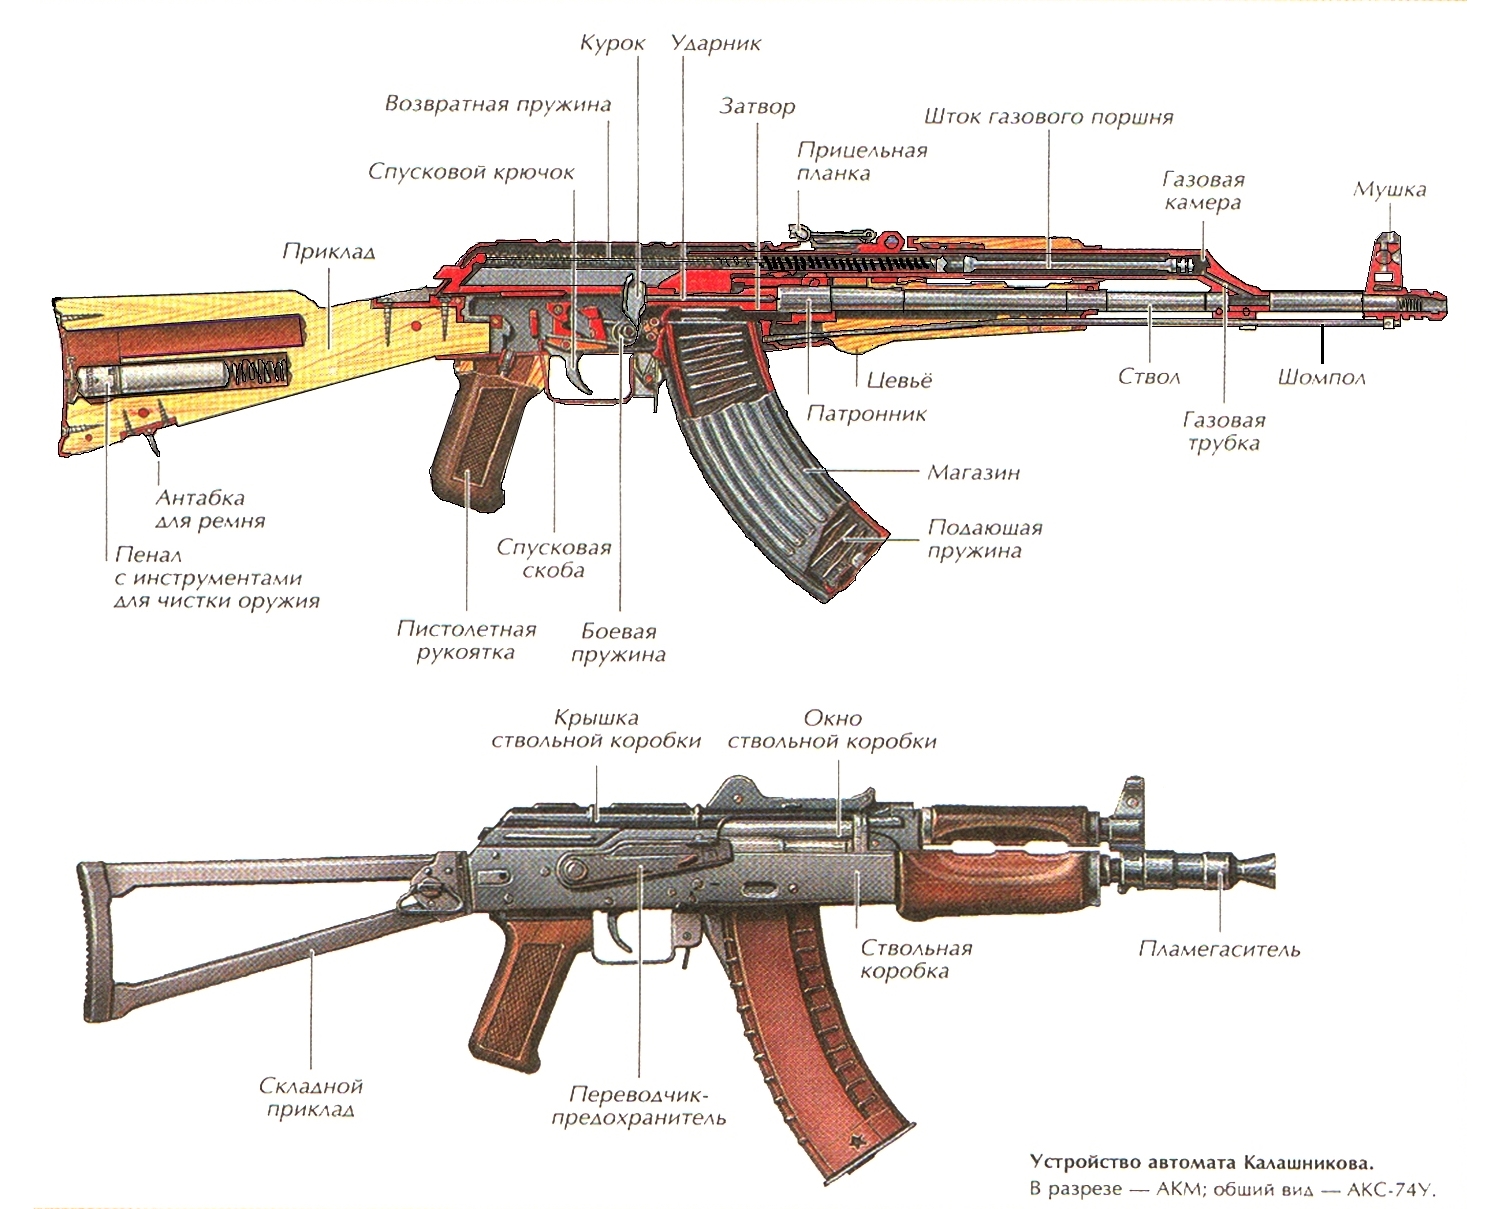 Курок
Ударник
Возвратная пружина
Затвор
Шток газового поршня
Прицельная
планка
Спусковой крючок
Газовая
камера
Мушка
Приклад
Цевьё
Ствол
Шомпол
Патронник
Газовая
трубка
Магазин
Антабка
для ремня
Подающая
пружина
Спусковая
скоба
Пенал
с инструментами
для чистки оружия
Пистолетная
рукоятка
Боевая
пружина
Крышка
ствольной коробки
Окно
ствольной коробки
Ствольная
коробка
Пламегаситель
Складной
приклад
Переводчик-
предохранитель
Устройство автомата Калашникова.
В разрезе — АКМ; общий вид — АКС-74У.